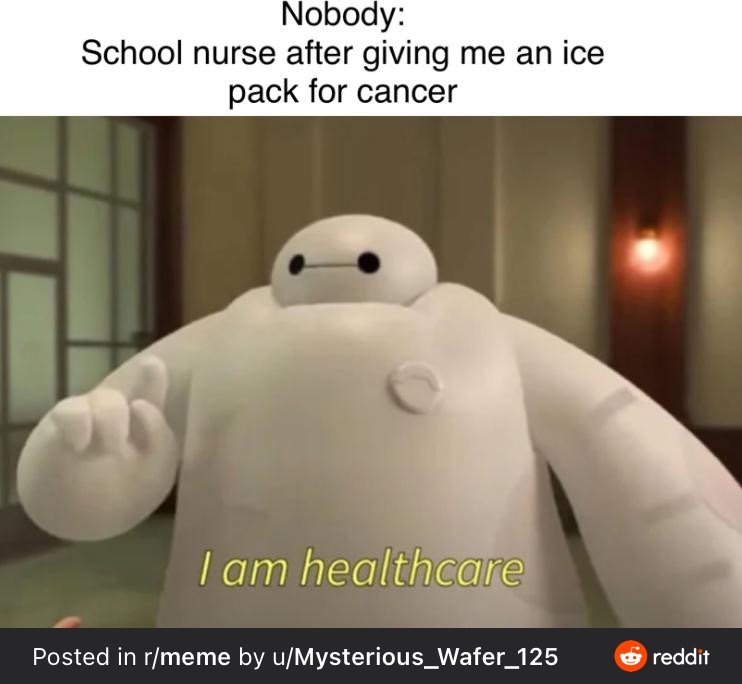 Nobody:
School nurse after giving me an ice
pack for cancer
I am healthcare
Posted in r/meme by u/Mysterious_Wafer_125
reddit